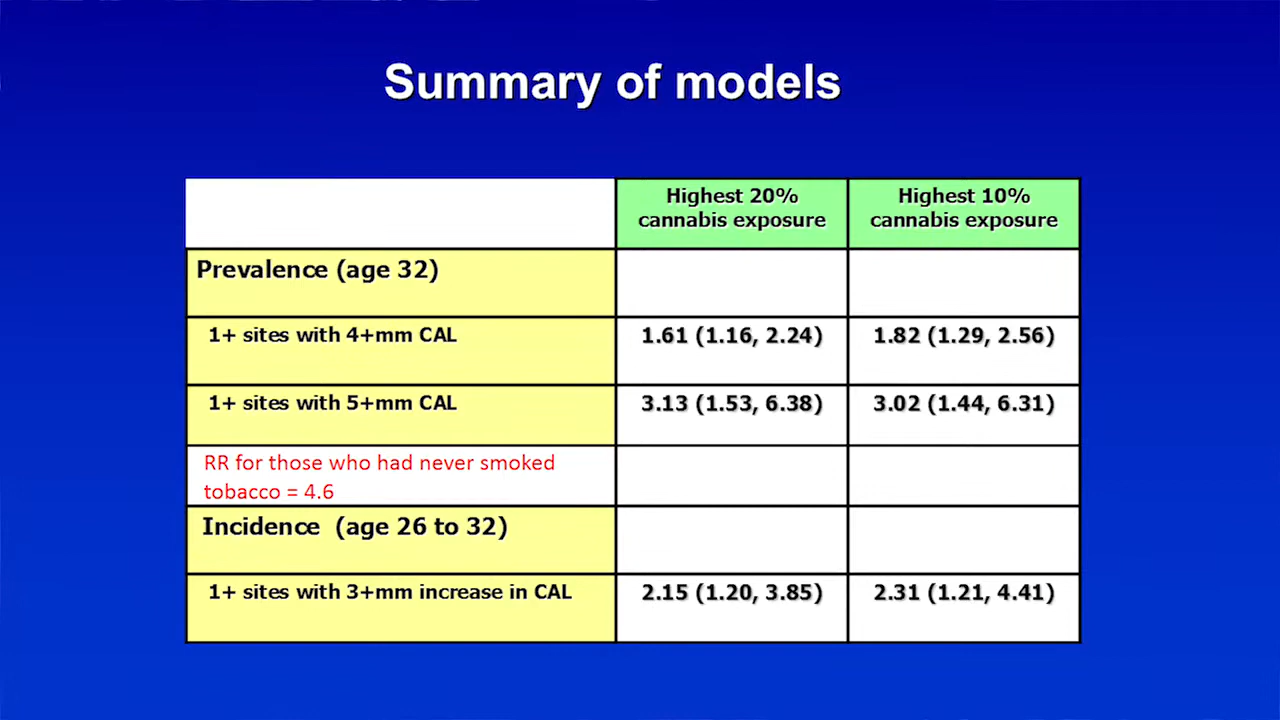 Summary of models
Highest 20%
cannabis exposure
Highest 10%
cannabis exposure
Prevalence (age 32)
1+ sites with 4+mm CAL
1.61 (1.16, 2.24)
1.82 (1.29, 2.56)
1+ sites with 5+mm CAL
3.13 (1.53, 6.38)
3.02 (1.44, 6.31)
RR for those who had never smoked
tobacco = 4.6
Incidence (age 26 to 32)
1+ sites with 3+mm increase in CAL
2.15 (1.20, 3.85)
2.31 (1.21, 4.41)